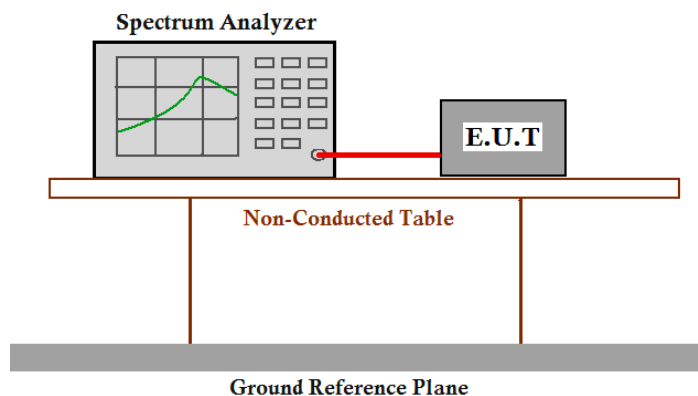 Spectrum Analyzer
E.U.T
Non-Conducted Table
Ground Reference Plane